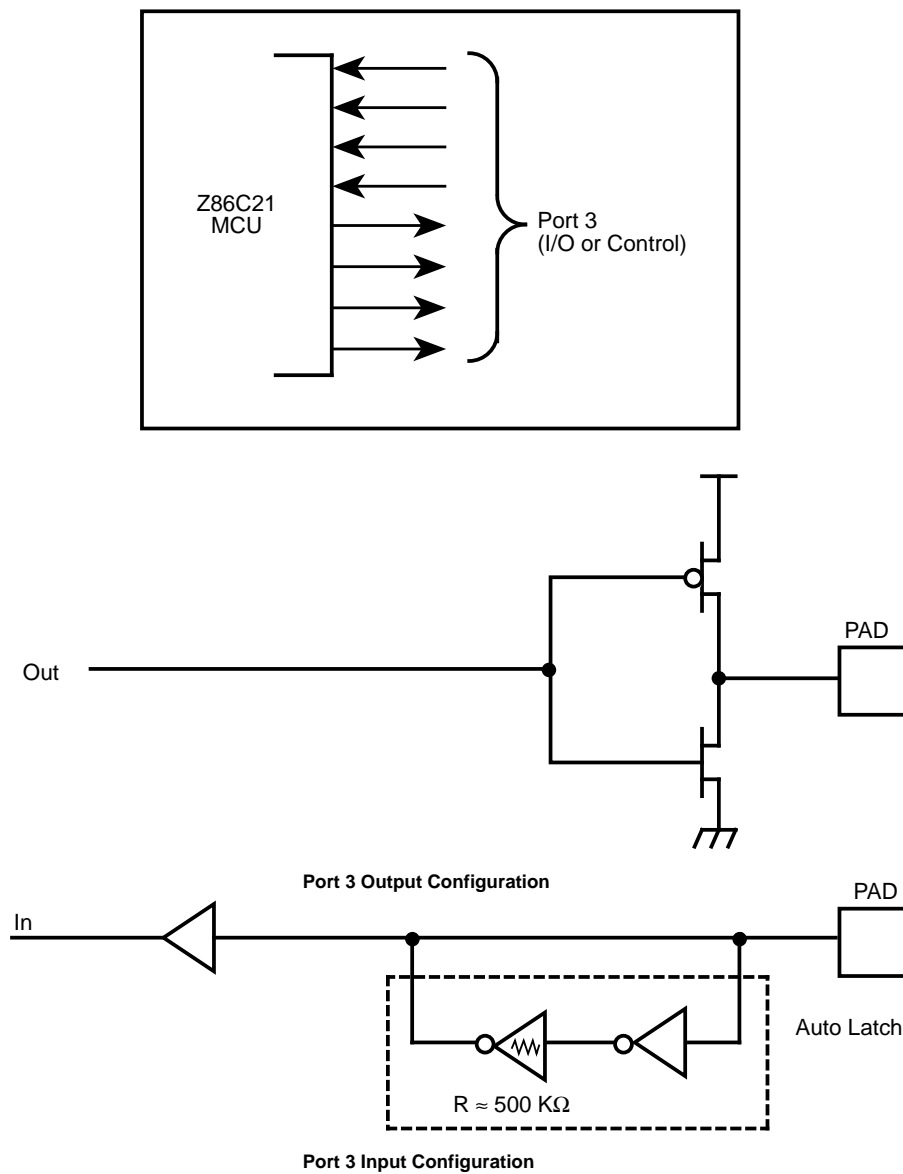 Z86C21
MCU
Port 3
(I/O or Control)
PAD
Out
Port 3 Output Configuration
PAD
In
Auto Latch
R ≈ 500 KΩ
Port 3 Input Configuration